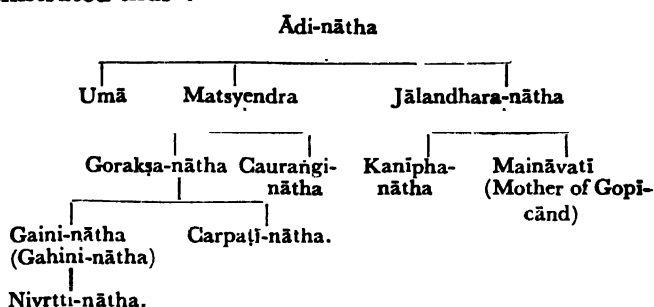 Ādi-nātha
Umā Matsyendra Jālandhara-nātha
Gorakṣa-nātha Caurangi- Kanīpha- Maināvatī
nātha nātha (Mother of Gopī-
cānd)
Gaini-nātha Carpaṭī-nātha.
(Gahini-nātha)
Nivṛtti-nātha.